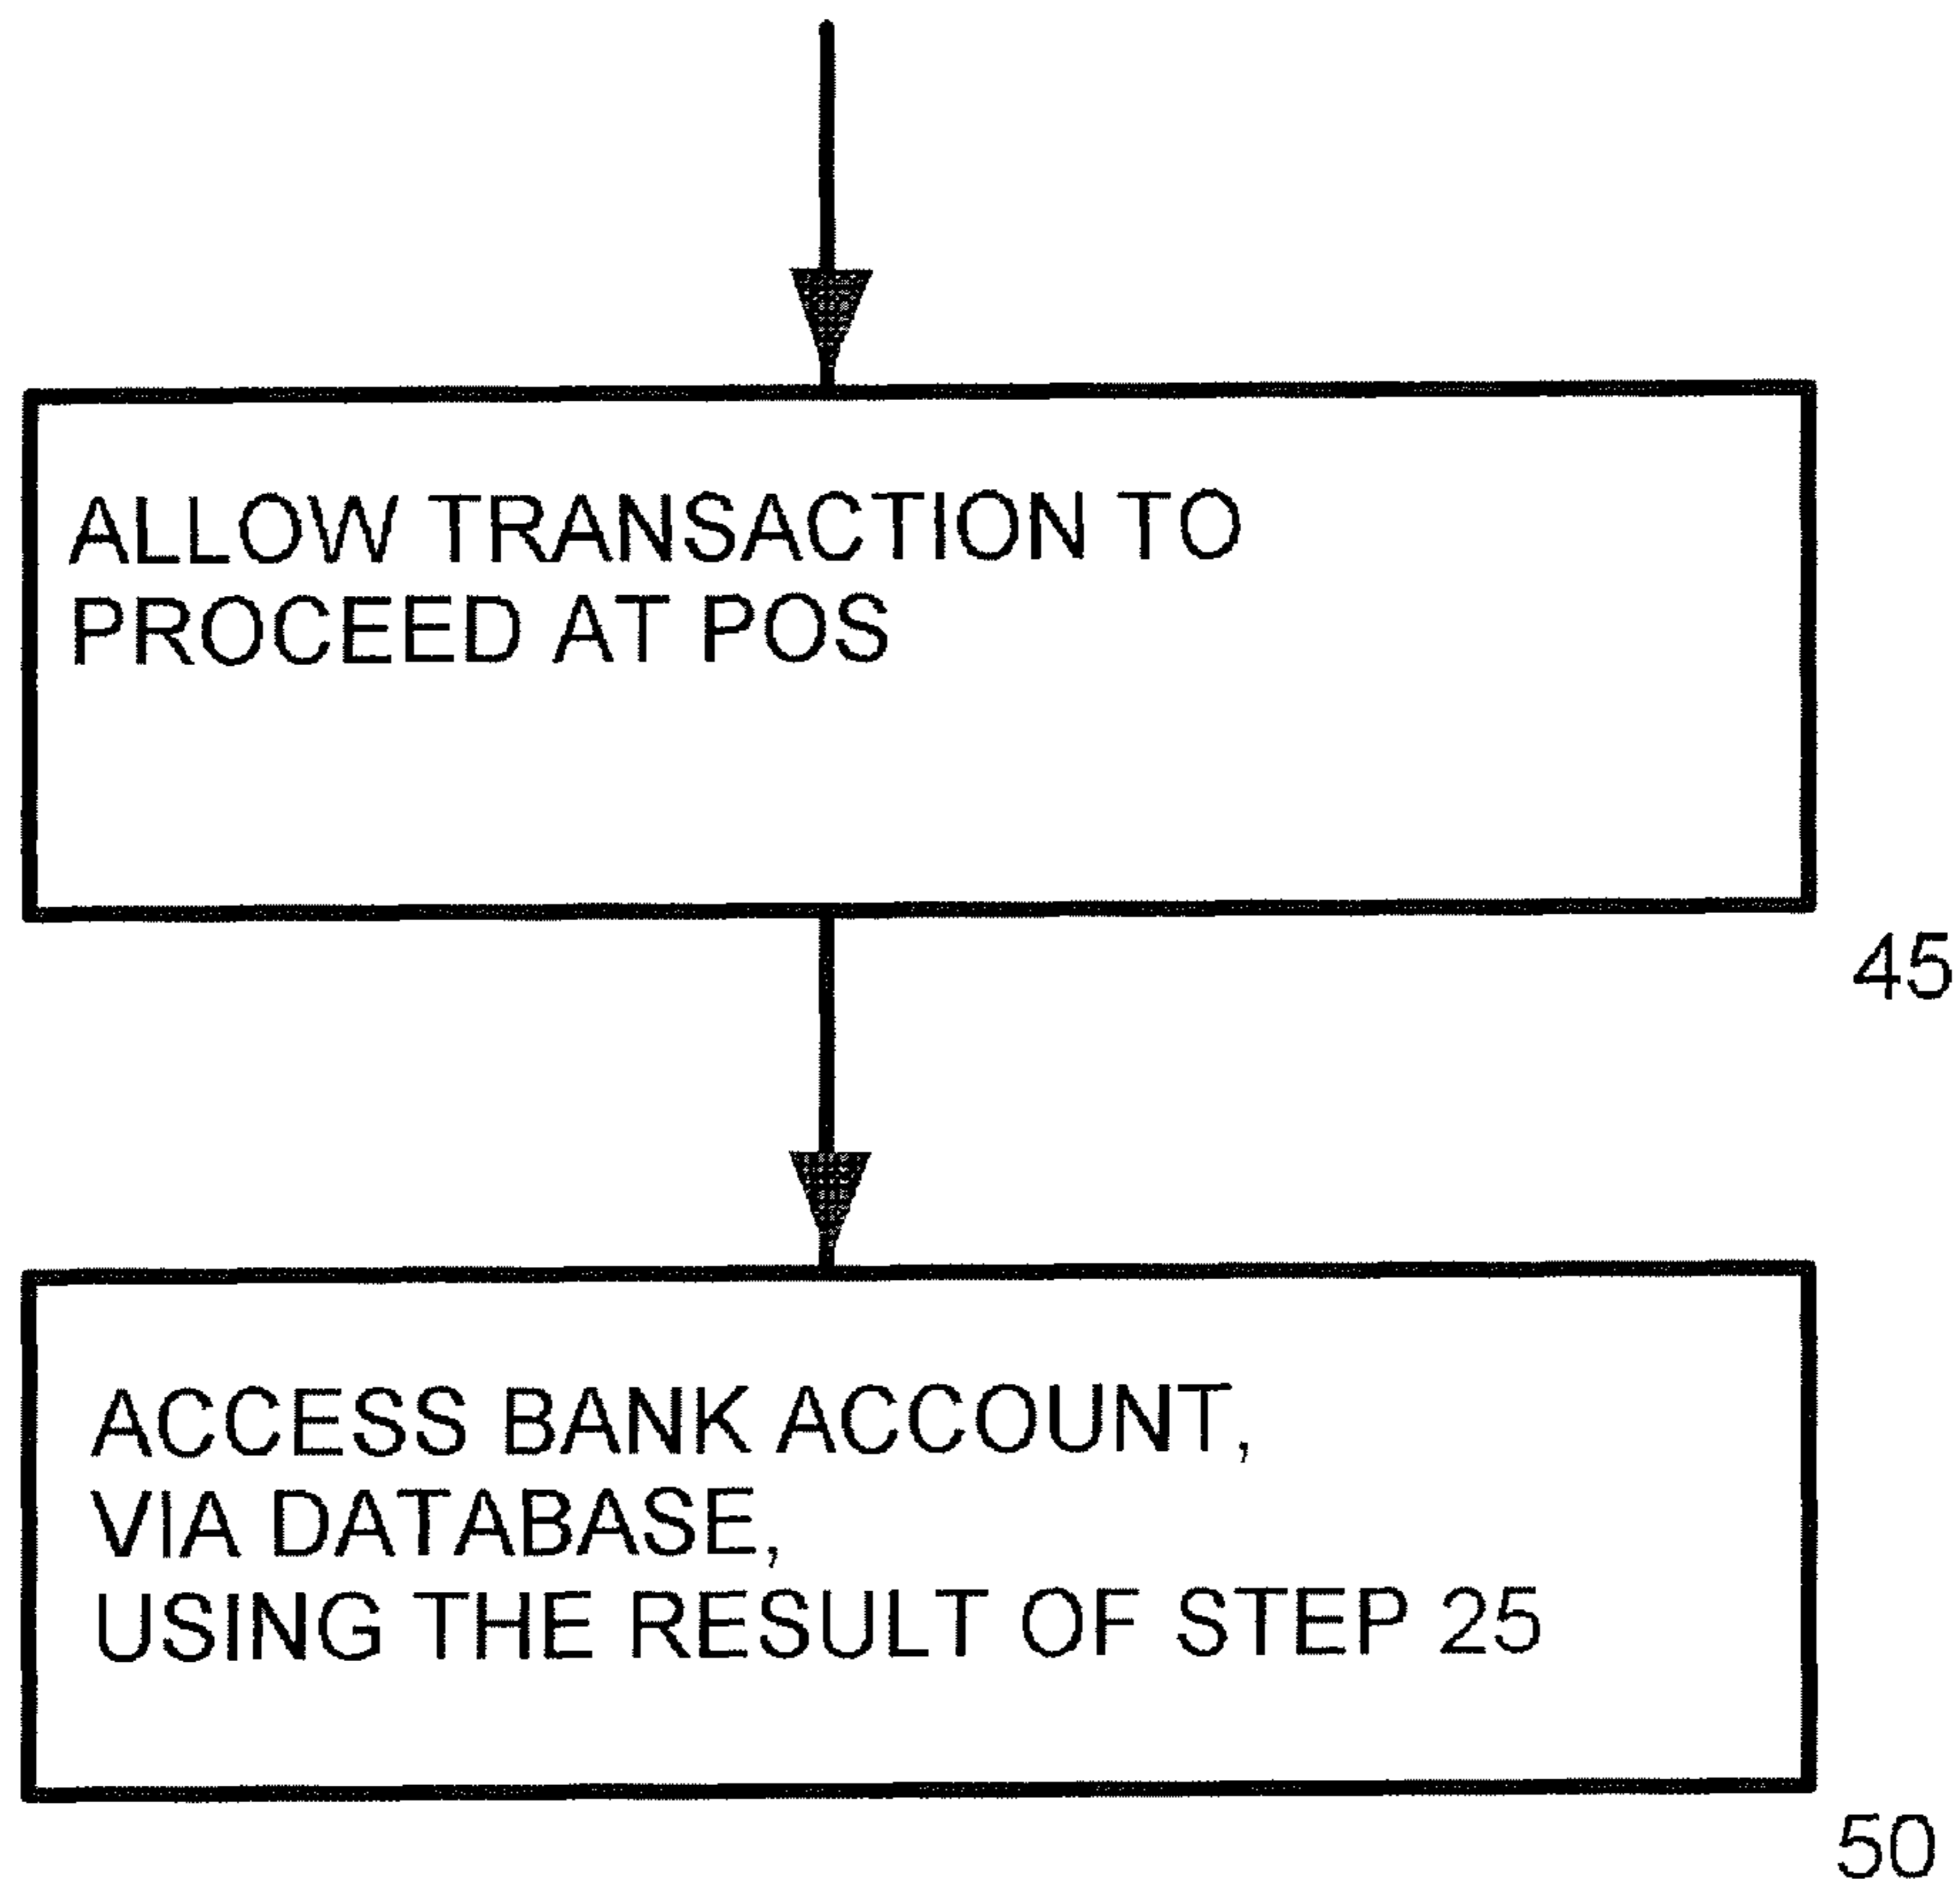 ALLOW TRANSACTION TO
PROCEED AT POS
45
ACCESS BANK ACCOUNT,
VIA DATABASE,
USING THE RESULT OF STEP 25
50